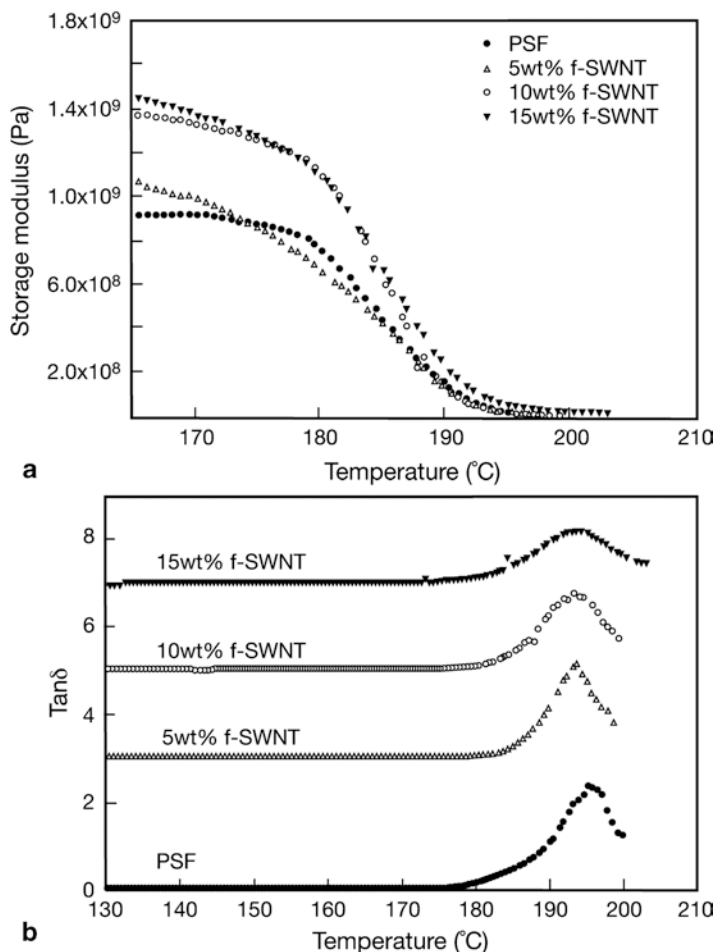 1.8x10⁹
1.4x10⁹
1.0x10⁹
6.0x10⁸
2.0x10⁸
Storage modulus (Pa)
PSF
5wt% f-SWNT
10wt% f-SWNT
15wt% f-SWNT
170 180 190 200 210
a
Temperature (°C)
8
6
4
2
0
Tanδ
15wt% f-SWNT
10wt% f-SWNT
5wt% f-SWNT
PSF
130 140 150 160 170 180 190 200 210
b
Temperature (°C)